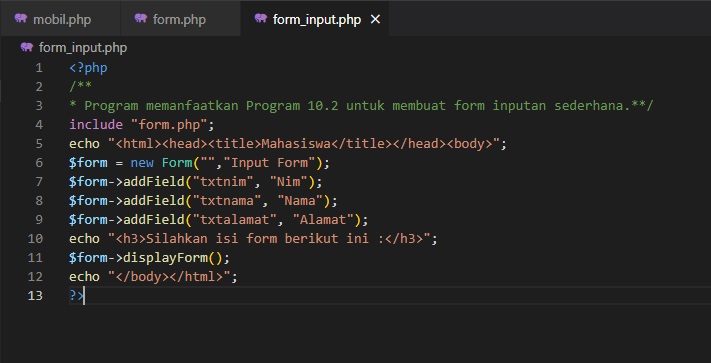 mobil.php form.php form_input.php ×
form_input.php
1 <?php
2 /**
3 * Program memanfaatkan Program 10.2 untuk membuat form inputan sederhana.**/
4 include "form.php";
5 echo "<html><head><title>Mahasiswa</title></head><body>";
6 $form = new Form("","Input Form");
7 $form->addField("txtnim", "Nim");
8 $form->addField("txtnama", "Nama");
9 $form->addField("txtalamat", "Alamat");
10 echo "<h3>Silahkan isi form berikut ini :</h3>";
11 $form->displayForm();
12 echo "</body></html>";
13 ?>